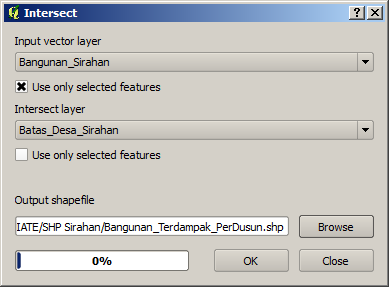 Intersect
Input vector layer
Bangunan_Sirahan
Use only selected features
Intersect layer
Batas_Desa_Sirahan
Use only selected features
Output shapefile
IATE/SHP Sirahan/Bangunan_Terdampak_PerDusun.shp
Browse
0%
OK
Close